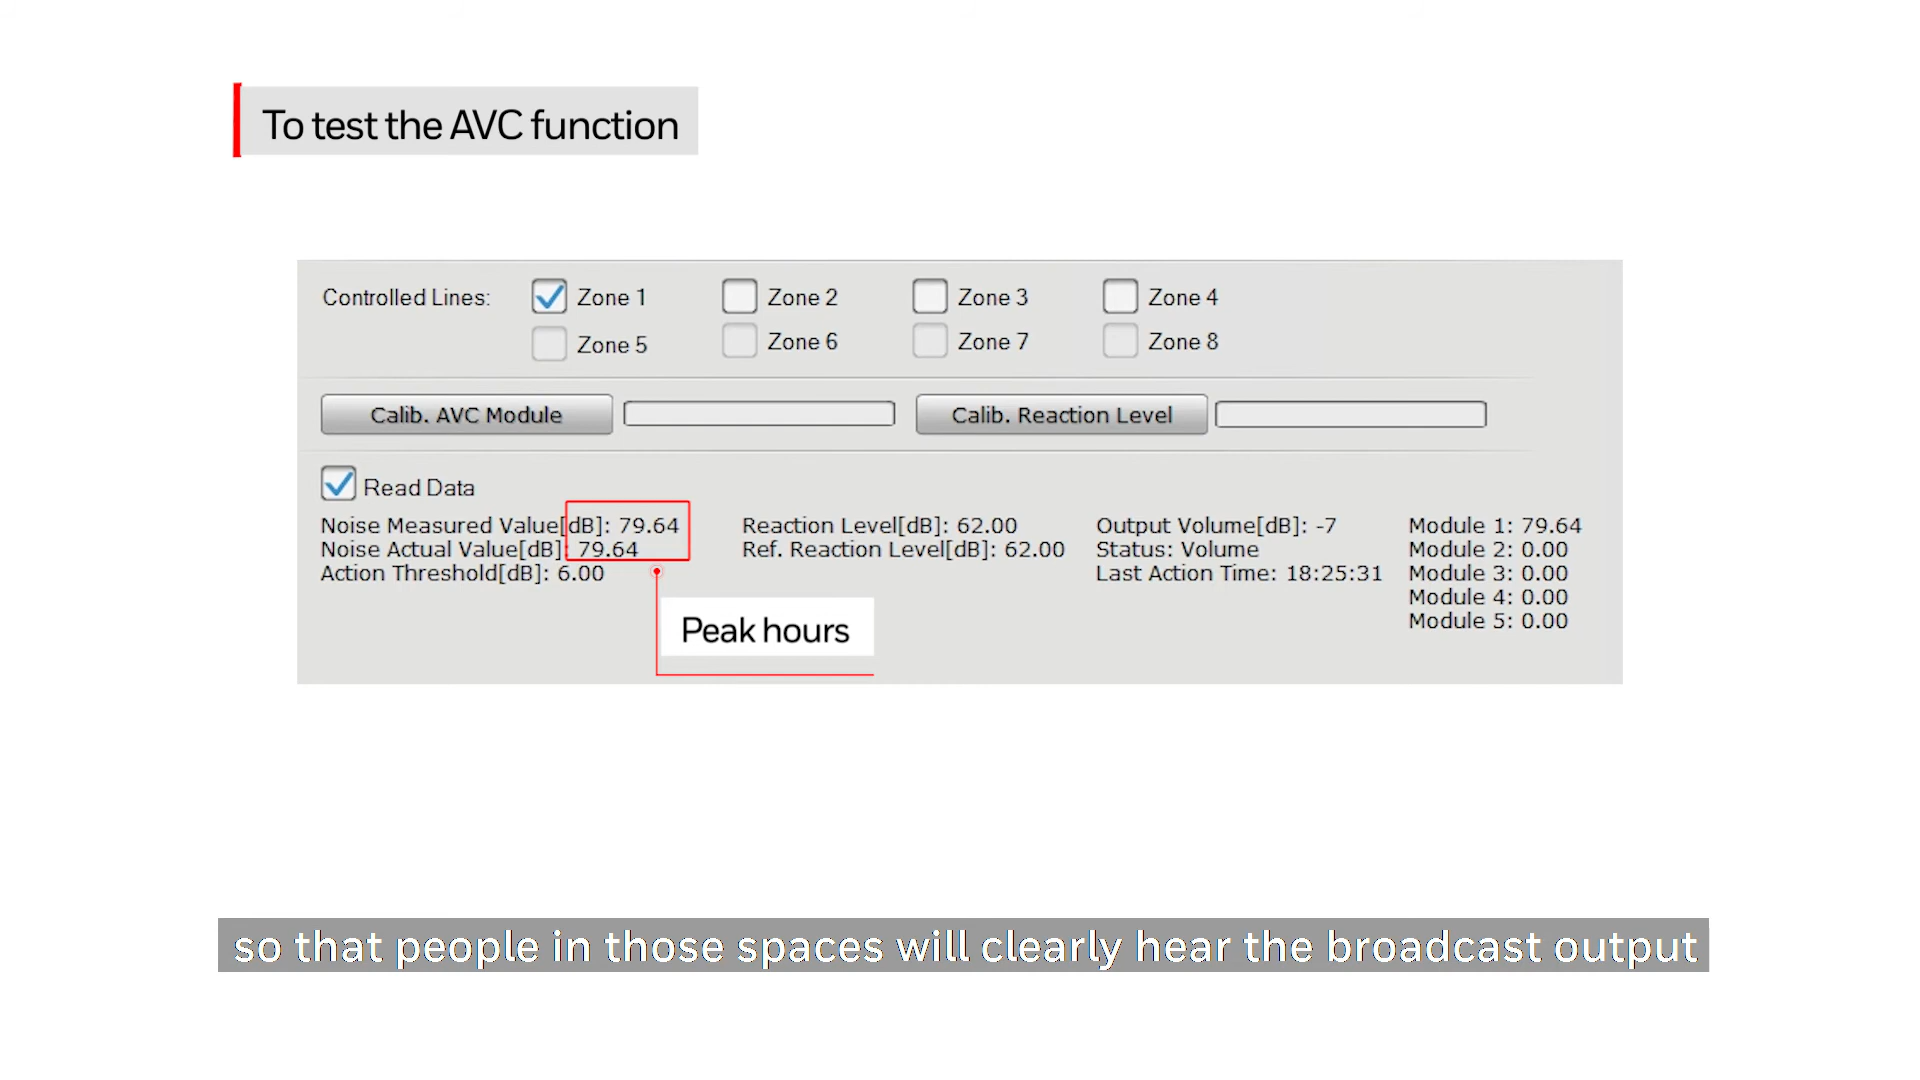 To test the AVC function
Controlled Lines: Zone 1 Zone 2 Zone 3 Zone 4
Zone 5 Zone 6 Zone 7 Zone 8
Calib. AVC Module Calib. Reaction Level
Read Data
Noise Measured Value[dB]: 79.64 Reaction Level[dB]: 62.00 Output Volume[dB]: -7 Module 1: 79.64
Noise Actual Value[dB]: 79.64 Ref. Reaction Level[dB]: 62.00 Status: Volume Module 2: 0.00
Action Threshold[dB]: 6.00 Last Action Time: 18:25:31 Module 3: 0.00
Module 4: 0.00
Module 5: 0.00
Peak hours
so that people in those spaces will clearly hear the broadcast output